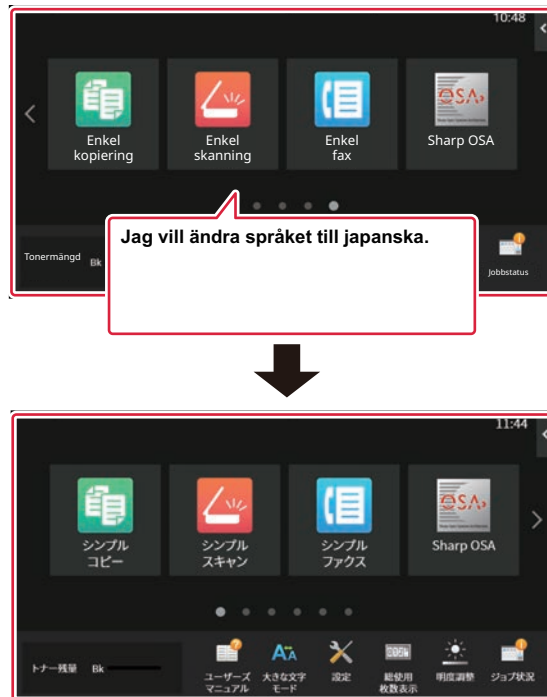 10:48
Enkel
kopiering
Enkel
skanning
Enkel
fax
Sharp OSA
Jag vill ändra språket till japanska.
Tonermängd
Bk
Jobbstatus
11:44
シンプル
コピー
シンプル
スキャン
シンプル
ファクス
Sharp OSA
トナー残量
Bk
ユーザーズ
マニュアル
大きな文字
モード
設定
総使用
枚数表示
明度調整
ジョブ状況